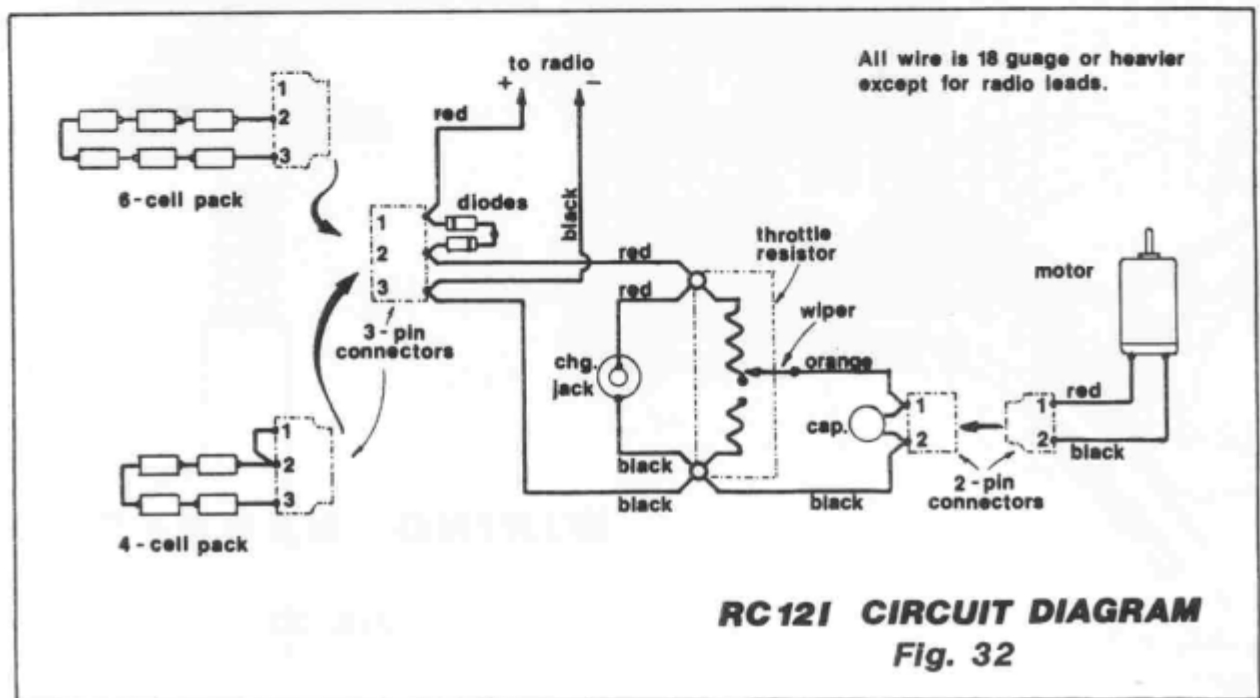 to radio
+ −
All wire is 18 guage or heavier
except for radio leads.
red
1
2
3
6-cell pack
diodes
black
1
2
3
red
red
throttle
resistor
motor
3-pin
connectors
wiper
chg.
jack
orange
red
1
2
cap.
1
2
black
1
2
3
black
black
black
2-pin
connectors
4-cell pack
RC12I CIRCUIT DIAGRAM
Fig. 32